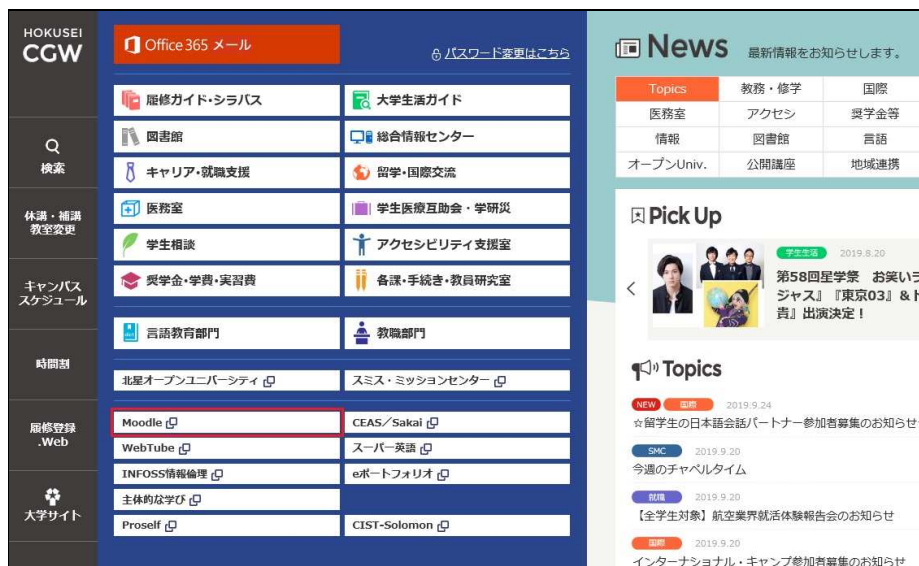 HOKUSEI
CGW
検索
休講・補講
教室変更
キャンパス
スケジュール
時間割
履修登録
.Web
大学サイト
Office 365 メール
パスワード変更はこちら
履修ガイド・シラバス
大学生活ガイド
図書館
総合情報センター
キャリア・就職支援
留学・国際交流
医務室
学生医療互助会・学研災
学生相談
アクセシビリティ支援室
奨学金・学費・実習費
各課・手続き・教員研究室
言語教育部門
教職部門
北星オープンユニバーシティ
スミス・ミッションセンター
Moodle
CEAS／Sakai
WebTube
スーパー英語
INFOSS情報倫理
eポートフォリオ
主体的な学び
Proself
CIST-Solomon
News 最新情報をお知らせします。
Topics 教務・修学 国際
医務室 アクセシ 奨学金等
情報 図書館 言語
オープンUniv. 公開講座 地域連携
Pick Up
学生生活 2019.8.20
第58回星学祭 お笑いラ
ジャス』『東京03』＆ト
貴』出演決定！
Topics
NEW 国際 2019.9.24
☆留学生の日本語会話パートナー参加者募集のお知らせ
SMC 2019.9.20
今週のチャペルタイム
就職 2019.9.20
【全学生対象】航空業界就活体験報告会のお知らせ
国際 2019.9.20
インターナショナル・キャンプ参加者募集のお知らせ